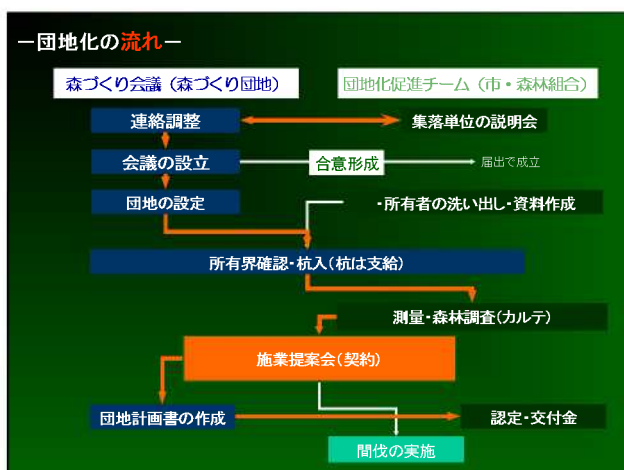 －団地化の流れ－
森づくり会議（森づくり団地）
団地化促進チーム（市・森林組合）
連絡調整
集落単位の説明会
会議の設立
合意形成
届出で成立
団地の設定
・所有者の洗い出し・資料作成
所有界確認・杭入（杭は支給）
測量・森林調査（カルテ）
施業提案会（契約）
団地計画書の作成
認定・交付金
間伐の実施